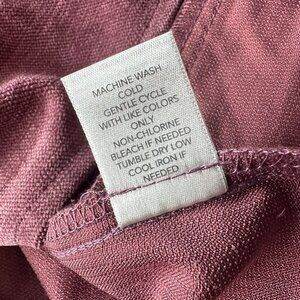 MACHINE WASH
COLD
GENTLE CYCLE
WITH LIKE COLORS
ONLY
NON-CHLORINE
BLEACH IF NEEDED
TUMBLE DRY LOW
COOL IRON IF
NEEDED